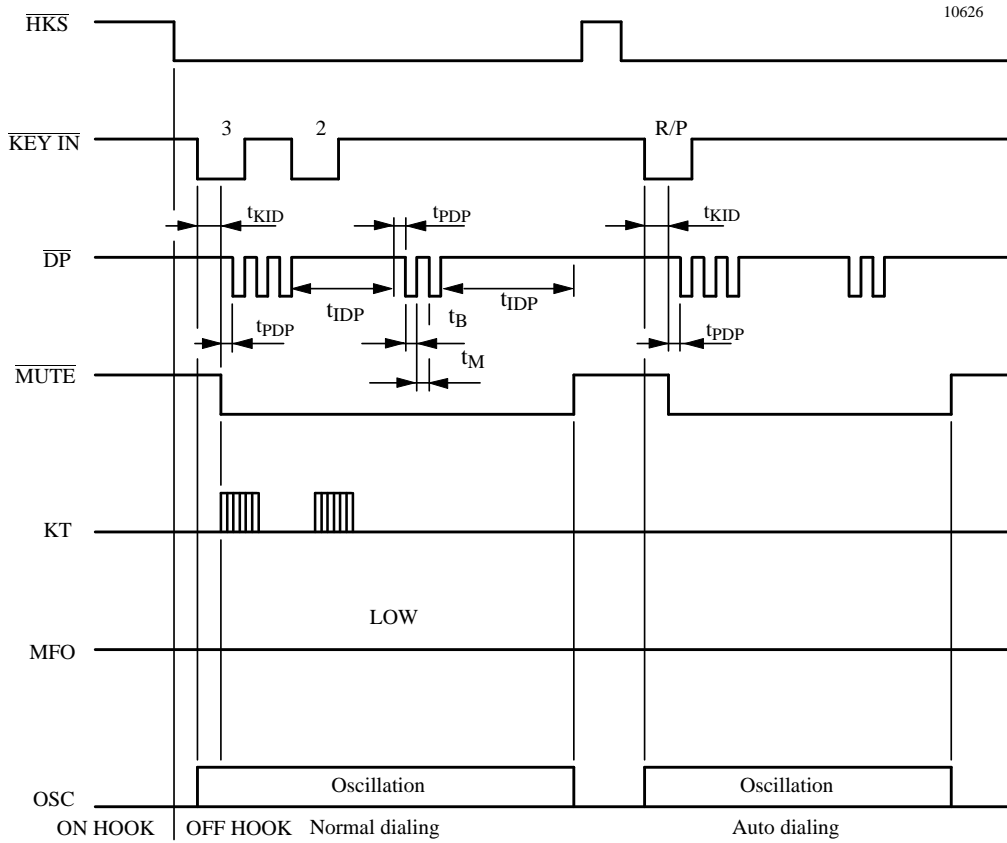 10626
HKS
3 2 R/P
KEY IN
tKID tPDP tKID
DP
tIDP tB tIDP
tPDP tM tPDP
MUTE
KT
LOW
MFO
Oscillation Oscillation
OSC
ON HOOK OFF HOOK Normal dialing Auto dialing